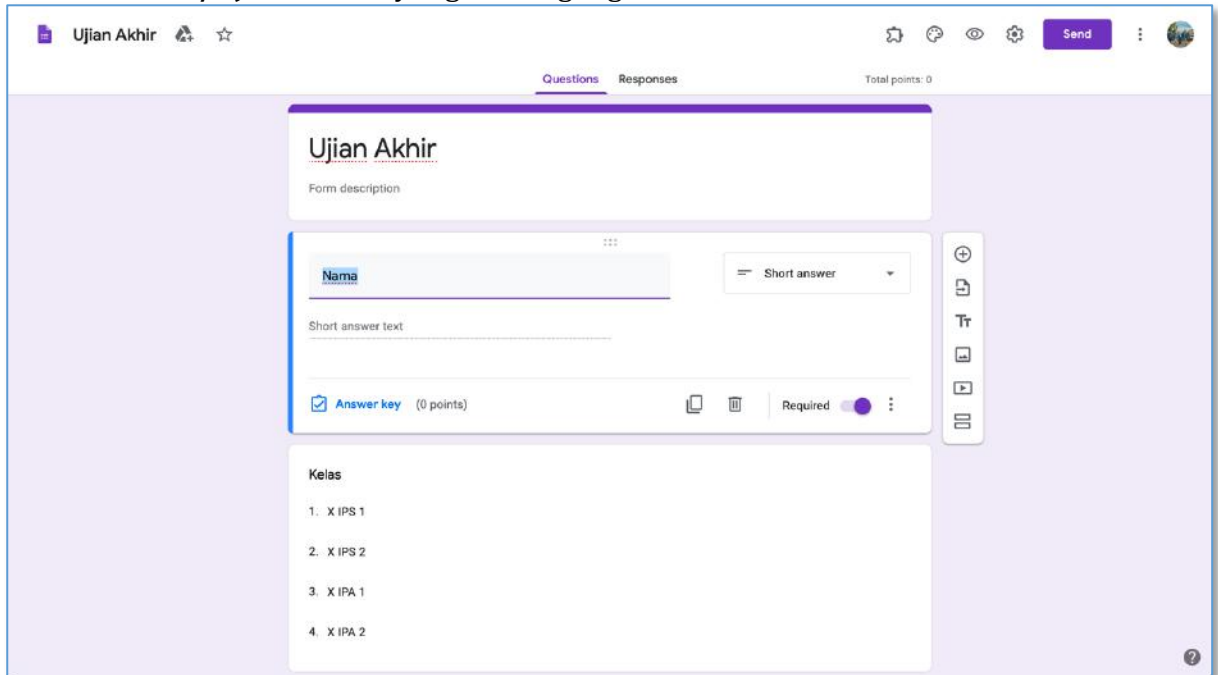 Ujian Akhir
Send
Questions Responses
Total points: 0
Ujian Akhir
Form description
Nama
Short answer
Short answer text
Answer key (0 points)
Required
Kelas
1. X IPS 1
2. X IPS 2
3. X IPA 1
4. X IPA 2